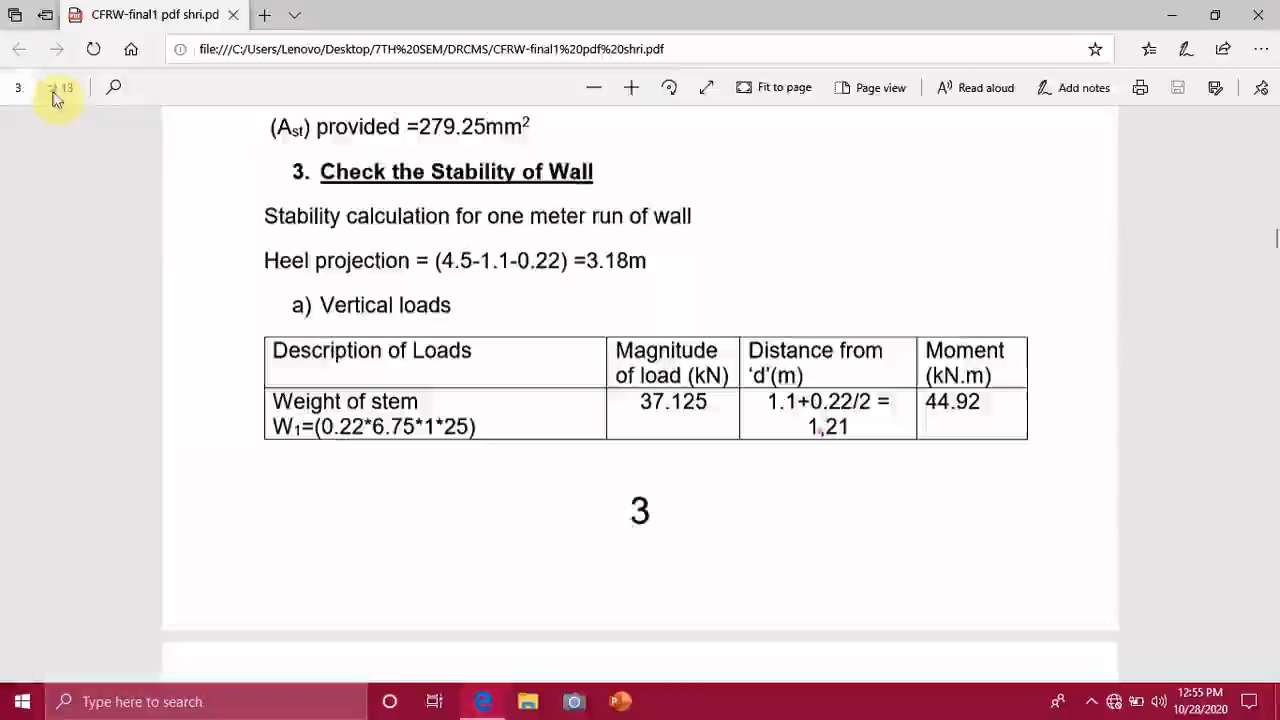 CFRW-final1 pdf shri.pd
file:///C:/Users/Lenovo/Desktop/7TH%20SEM/DRCMS/CFRW-final1%20pdf%20shri.pdf
3 13
Fit to page Page view Read aloud Add notes
(Ast) provided =279.25mm²
3. Check the Stability of Wall
Stability calculation for one meter run of wall
Heel projection = (4.5-1.1-0.22) =3.18m
a) Vertical loads
Description of Loads Magnitude of load (kN) Distance from 'd'(m) Moment (kN.m)
Weight of stem 37.125 1.1+0.22/2 = 44.92
W1=(0.22*6.75*1*25) 1,21
3
Type here to search
12:55 PM
10/28/2020